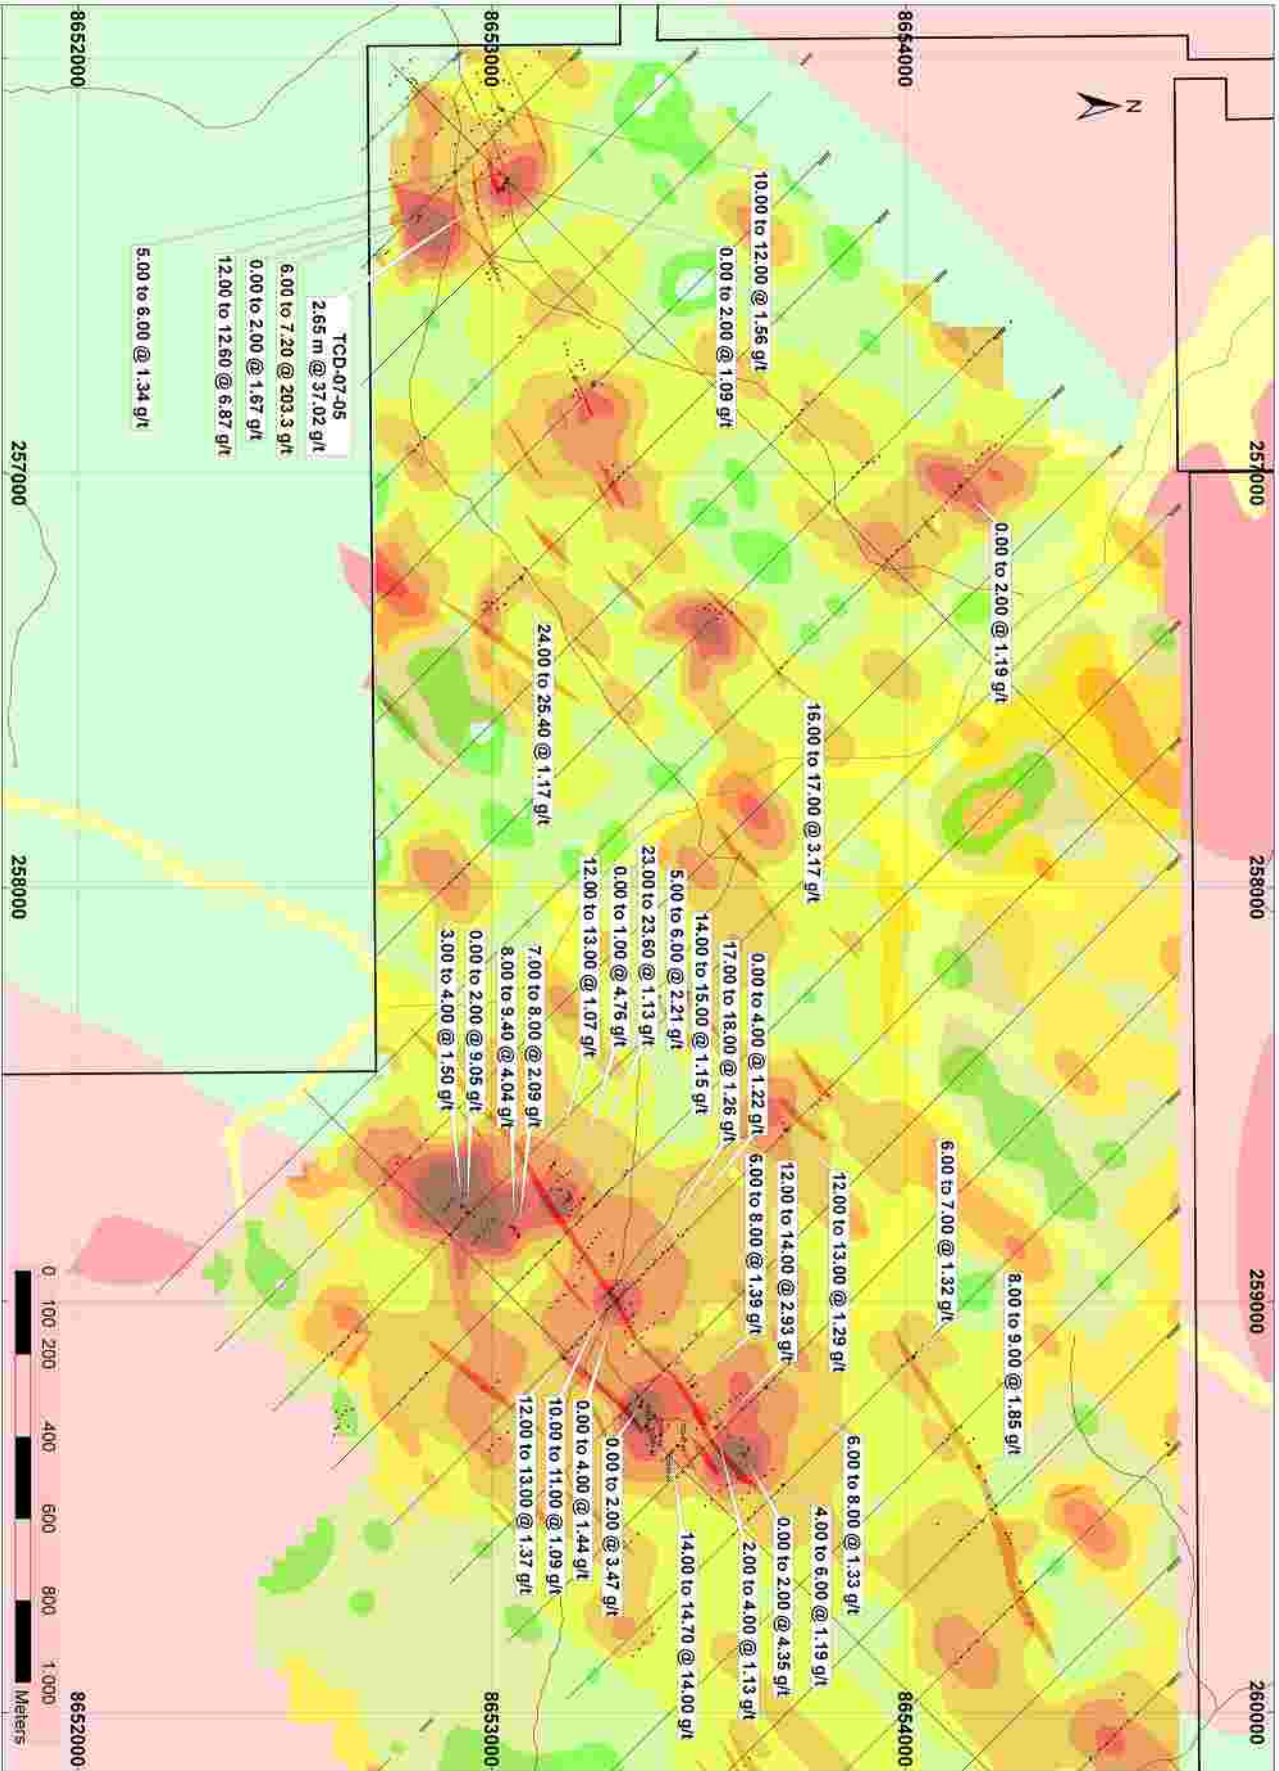 257000
258000
259000
260000
8654000
8654000
8653000
8653000
8652000
8652000
257000
258000
N
0.00 to 2.00 @ 1.19 g/t
8.00 to 9.00 @ 1.85 g/t
6.00 to 7.00 @ 1.32 g/t
6.00 to 8.00 @ 1.33 g/t
12.00 to 13.00 @ 1.29 g/t
4.00 to 6.00 @ 1.19 g/t
16.00 to 17.00 @ 3.17 g/t
12.00 to 14.00 @ 2.93 g/t
0.00 to 2.00 @ 4.35 g/t
10.00 to 12.00 @ 1.56 g/t
0.00 to 4.00 @ 1.22 g/t
6.00 to 8.00 @ 1.39 g/t
2.00 to 4.00 @ 1.13 g/t
0.00 to 2.00 @ 1.09 g/t
17.00 to 18.00 @ 1.26 g/t
14.00 to 15.00 @ 1.15 g/t
14.00 to 14.70 @ 14.00 g/t
5.00 to 6.00 @ 2.21 g/t
23.00 to 23.60 @ 1.13 g/t
0.00 to 1.00 @ 4.76 g/t
0.00 to 2.00 @ 3.47 g/t
12.00 to 13.00 @ 1.07 g/t
0.00 to 4.00 @ 1.44 g/t
10.00 to 11.00 @ 1.09 g/t
24.00 to 25.40 @ 1.17 g/t
7.00 to 8.00 @ 2.09 g/t
12.00 to 13.00 @ 1.37 g/t
8.00 to 9.40 @ 4.04 g/t
0.00 to 2.00 @ 9.05 g/t
3.00 to 4.00 @ 1.50 g/t
TCD-07-05
2.65 m @ 37.02 g/t
6.00 to 7.20 @ 203.3 g/t
0.00 to 2.00 @ 1.67 g/t
12.00 to 12.60 @ 6.87 g/t
5.00 to 6.00 @ 1.34 g/t
0 100 200 400 600 800 1.000
Meters